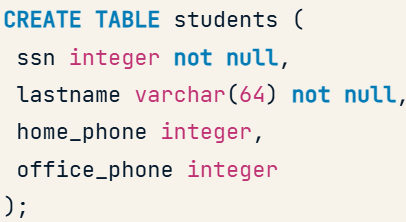 CREATE TABLE students (
ssn integer not null,
lastname varchar(64) not null,
home_phone integer,
office_phone integer
);